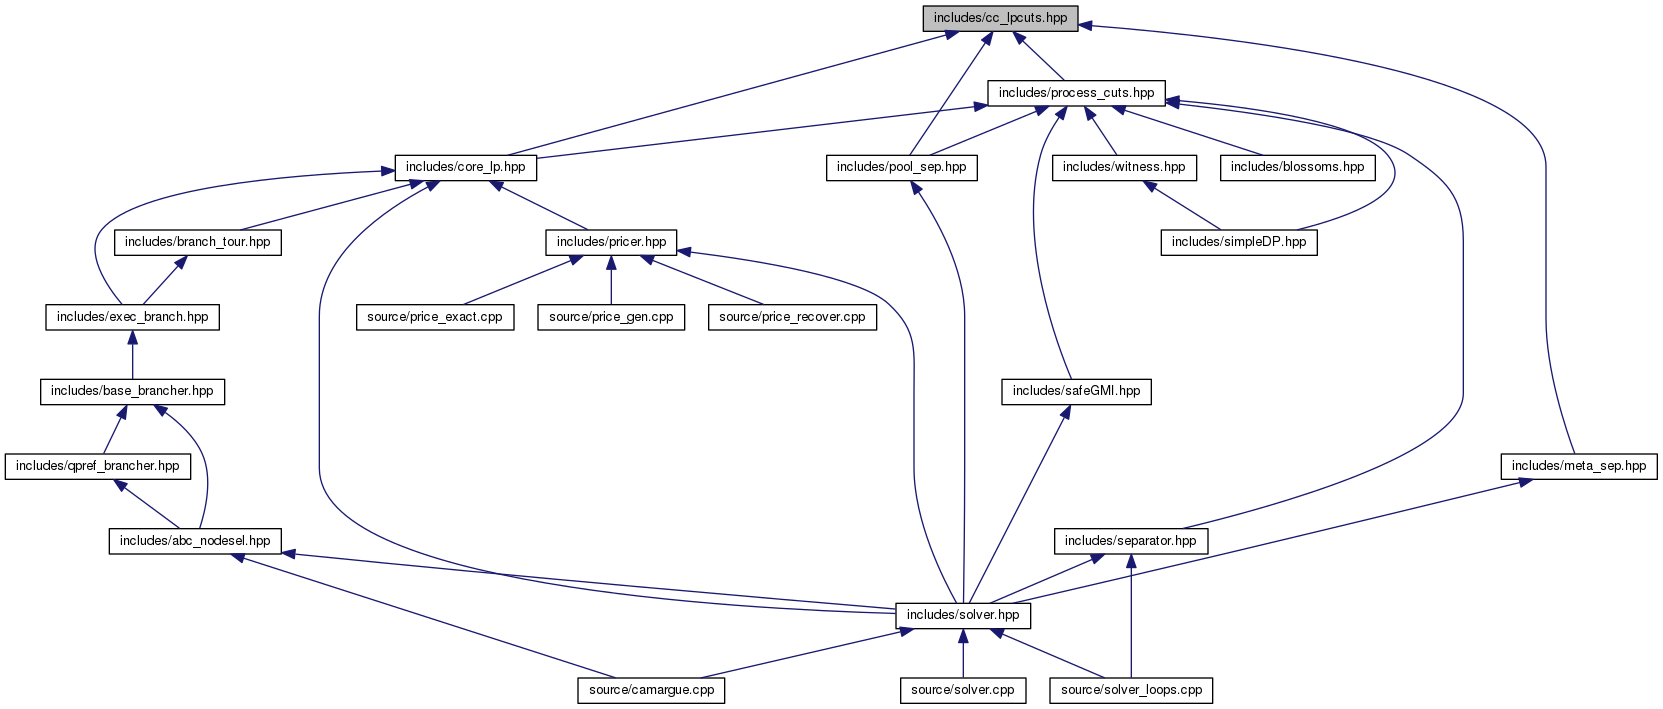 includes/cc_lpcuts.hpp
includes/process_cuts.hpp
includes/core_lp.hpp
includes/pool_sep.hpp
includes/witness.hpp
includes/blossoms.hpp
includes/branch_tour.hpp
includes/pricer.hpp
includes/simpleDP.hpp
includes/exec_branch.hpp
source/price_exact.cpp
source/price_gen.cpp
source/price_recover.cpp
includes/base_brancher.hpp
includes/safeGMI.hpp
includes/qpref_brancher.hpp
includes/meta_sep.hpp
includes/abc_nodesel.hpp
includes/separator.hpp
includes/solver.hpp
source/camargue.cpp
source/solver.cpp
source/solver_loops.cpp